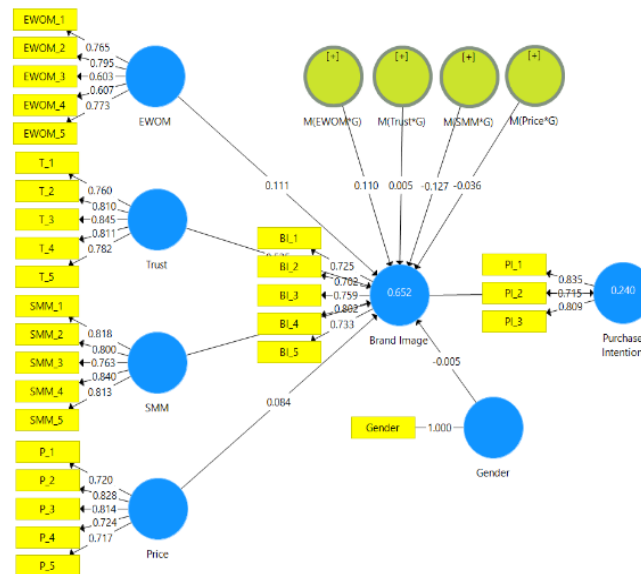 EWOM_1
EWOM_2
EWOM_3
EWOM_4
EWOM_5
0.765
0.795
0.603
0.607
0.773
EWOM
[+]
[+]
[+]
[+]
M(EWOM*G)
M(Trust*G)
M(SMM*G)
M(Price*G)
0.111
0.110
0.005
-0.127
-0.036
T_1
T_2
T_3
T_4
T_5
0.760
0.810
0.845
0.811
0.782
Trust
BI_1
BI_2
BI_3
BI_4
BI_5
0.725
0.702
0.759
0.802
0.733
0.652
Brand Image
PI_1
PI_2
PI_3
0.835
0.715
0.809
0.240
Purchase
Intention
SMM_1
SMM_2
SMM_3
SMM_4
SMM_5
0.818
0.800
0.763
0.840
0.813
SMM
0.084
-0.005
Gender
1.000
Gender
P_1
P_2
P_3
P_4
P_5
0.720
0.828
0.814
0.724
0.717
Price